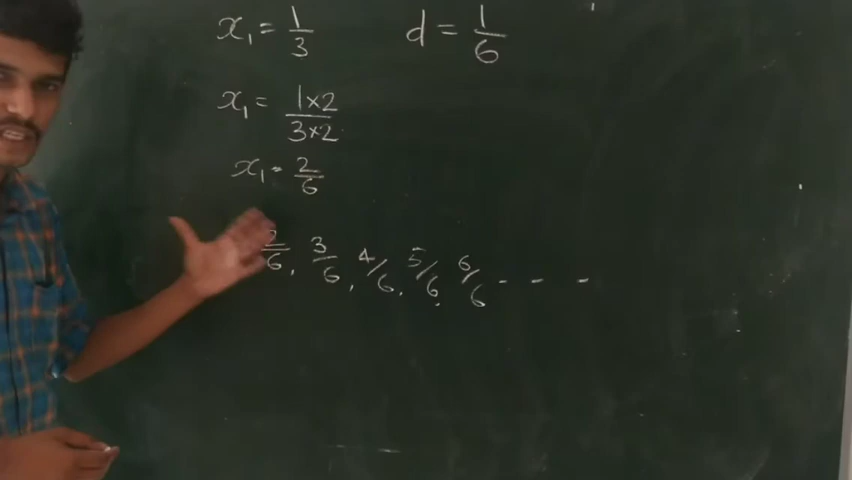 x₁ = 1/3 d = 1/6
x₁ = 1×2/3×2
x₁ = 2/6
2/6, 3/6, 4/6, 5/6, 6/6 - - -